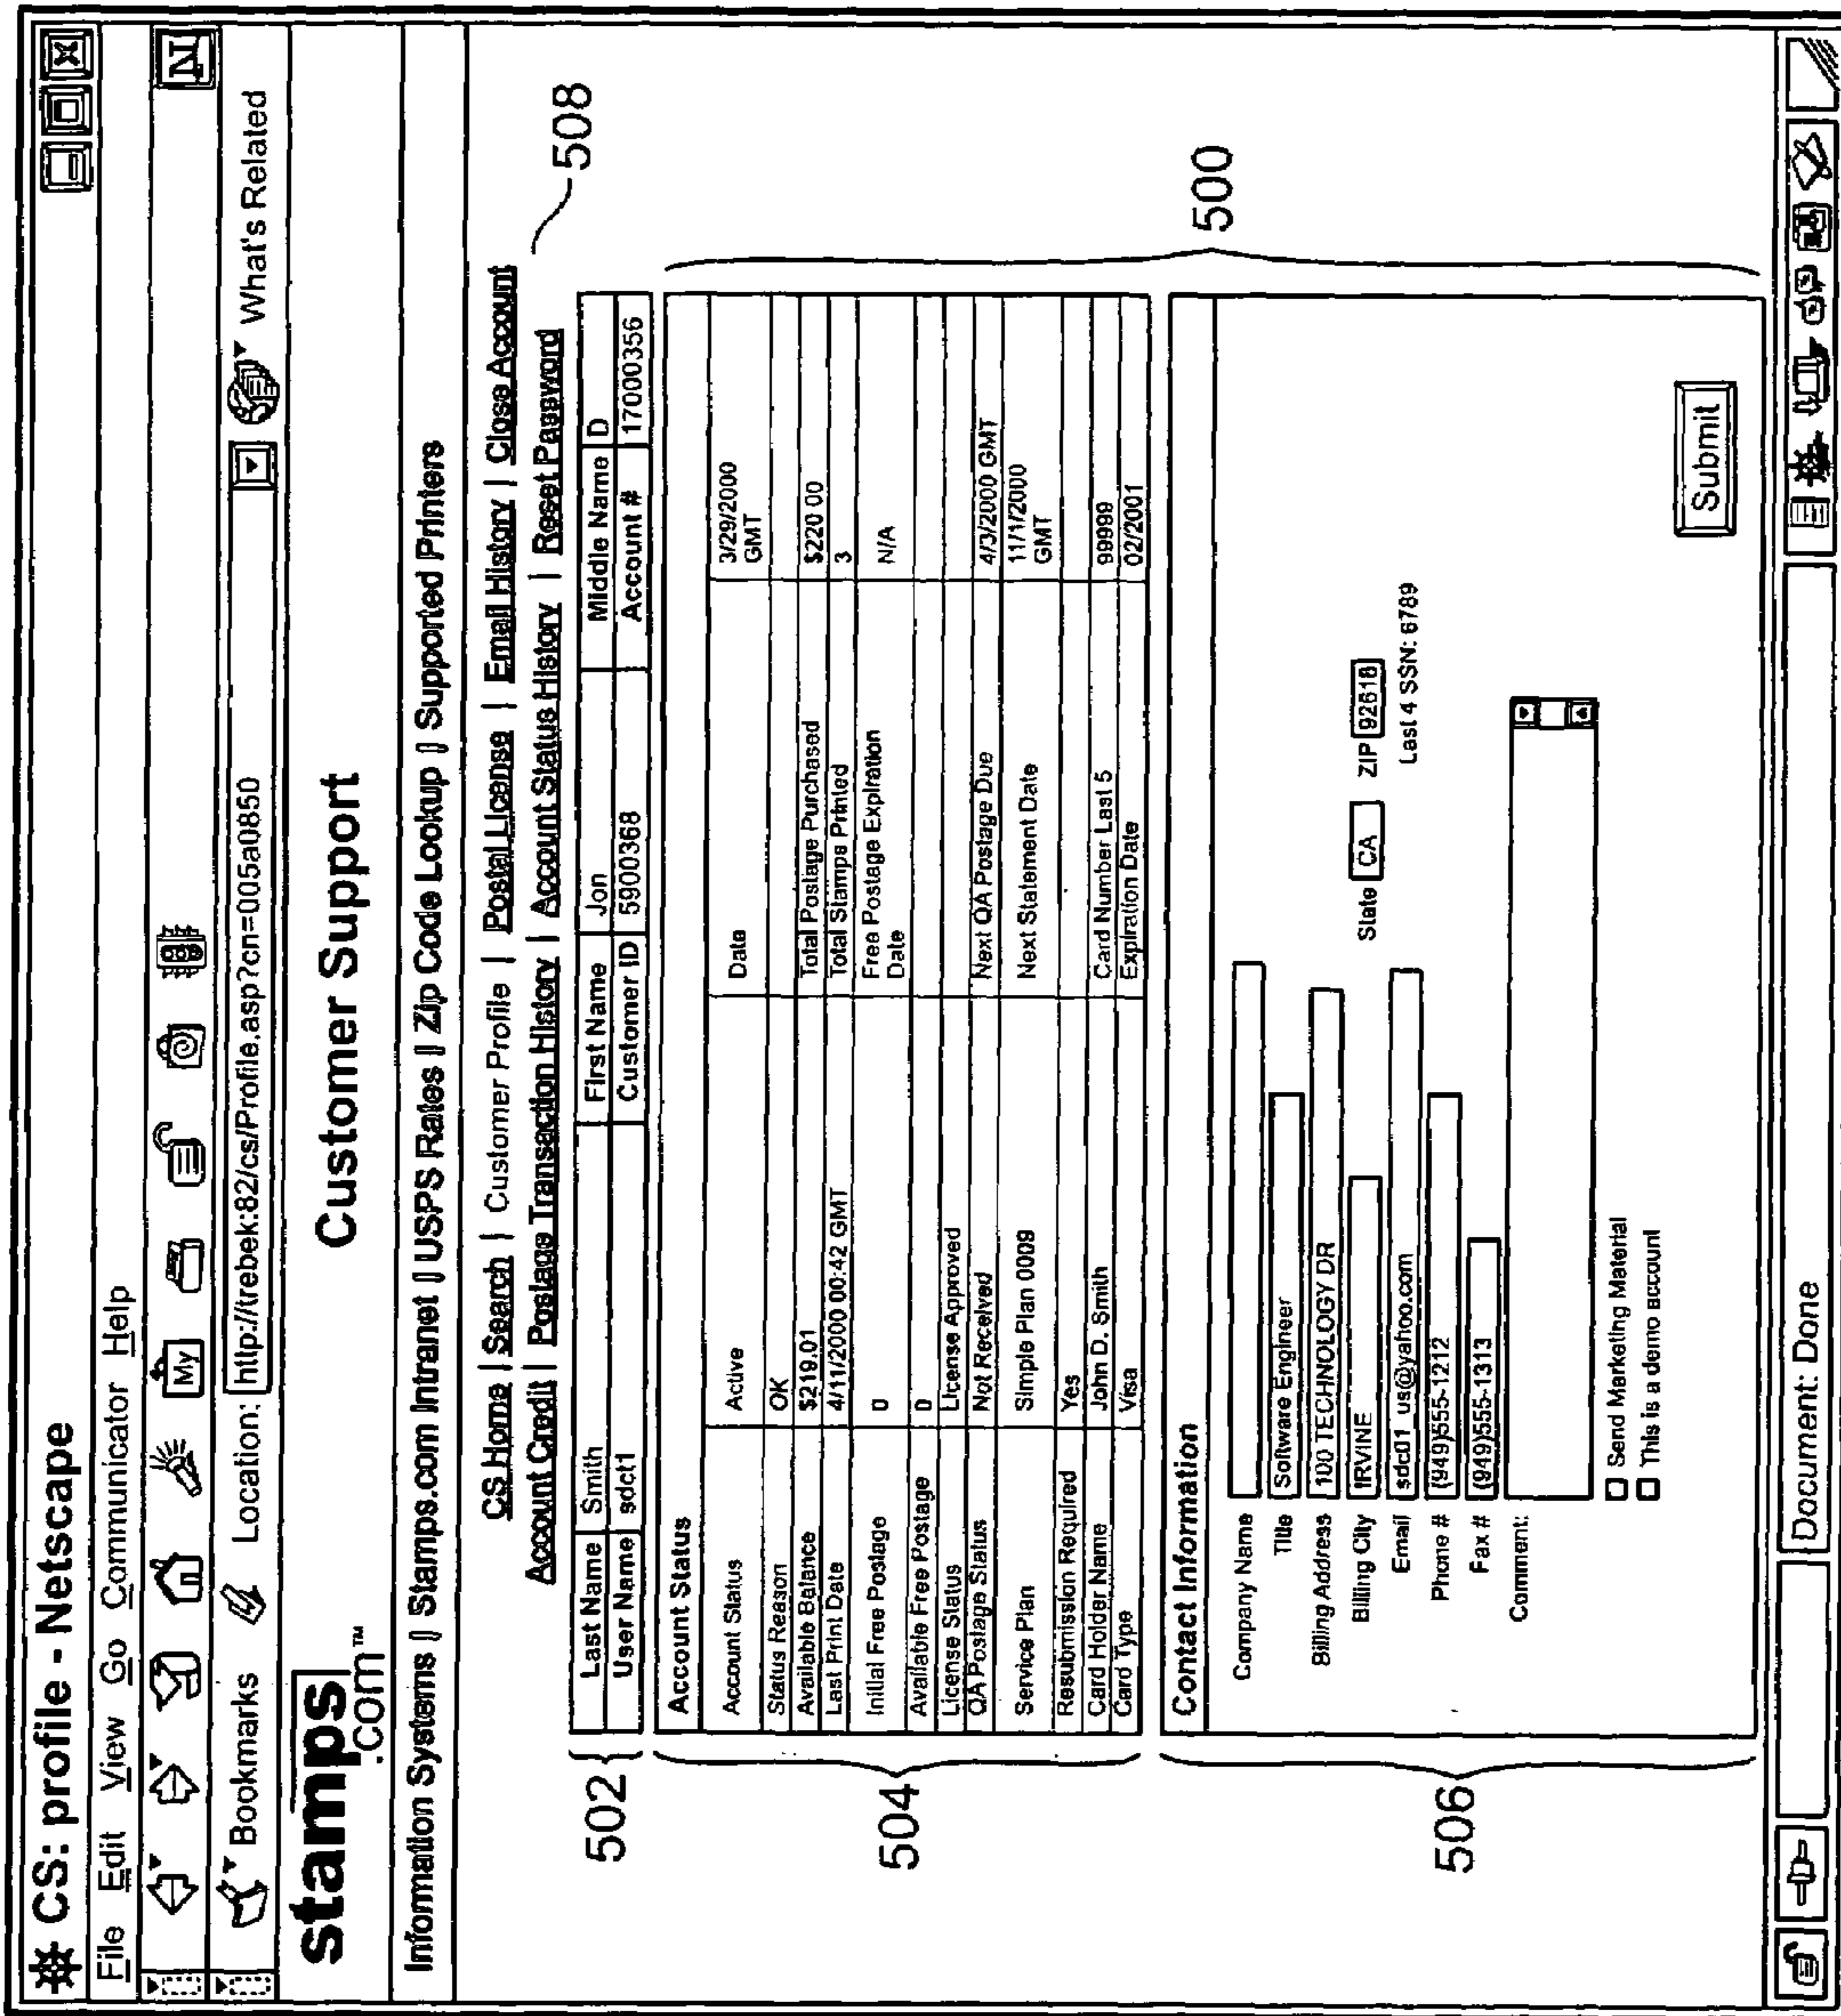 CS: profile - Netscape
File Edit View Go Communicator Help
My
N
Bookmarks Location: http://trebek:82/cs/Profile.asp?cn=005a0850 What's Related
stamps.com™ Customer Support
Information Systems || Stamps.com Intranet || USPS Rates || Zip Code Lookup || Supported Printers
CS Home | Search | Customer Profile | Postal License | Email History | Close Account
Account Credit | Postage Transaction History | Account Status History | Reset Password
508
Last Name Smith First Name Jon Middle Name D
User Name sdct1 Customer ID 5900368 Account # 17000356
502
Account Status
Account Status Active Date 3/29/2000 GMT
Status Reason OK
Available Balance $219.01 Total Postage Purchased $220 00
Last Print Date 4/11/2000 00:42 GMT Total Stamps Printed 3
Initial Free Postage 0 Free Postage Expiration Date N/A
Available Free Postage 0
License Status License Approved
QA Postage Status Not Received Next QA Postage Due 4/3/2000 GMT
Service Plan Simple Plan 0009 Next Statement Date 11/1/2000 GMT
Resubmission Required Yes
Card Holder Name John D. Smith Card Number Last 5 99999
Card Type Visa Expiration Date 02/2001
504
500
Contact Information
Company Name
Title Software Engineer
Billing Address 100 TECHNOLOGY DR
Billing City IRVINE State CA ZIP 92618
Email sdc01_us@yahoo.com Last 4 SSN: 6789
Phone # (949)555-1212
Fax # (949)555-1313
Comment:
506
Send Marketing Material
This is a demo account
Submit
Document: Done